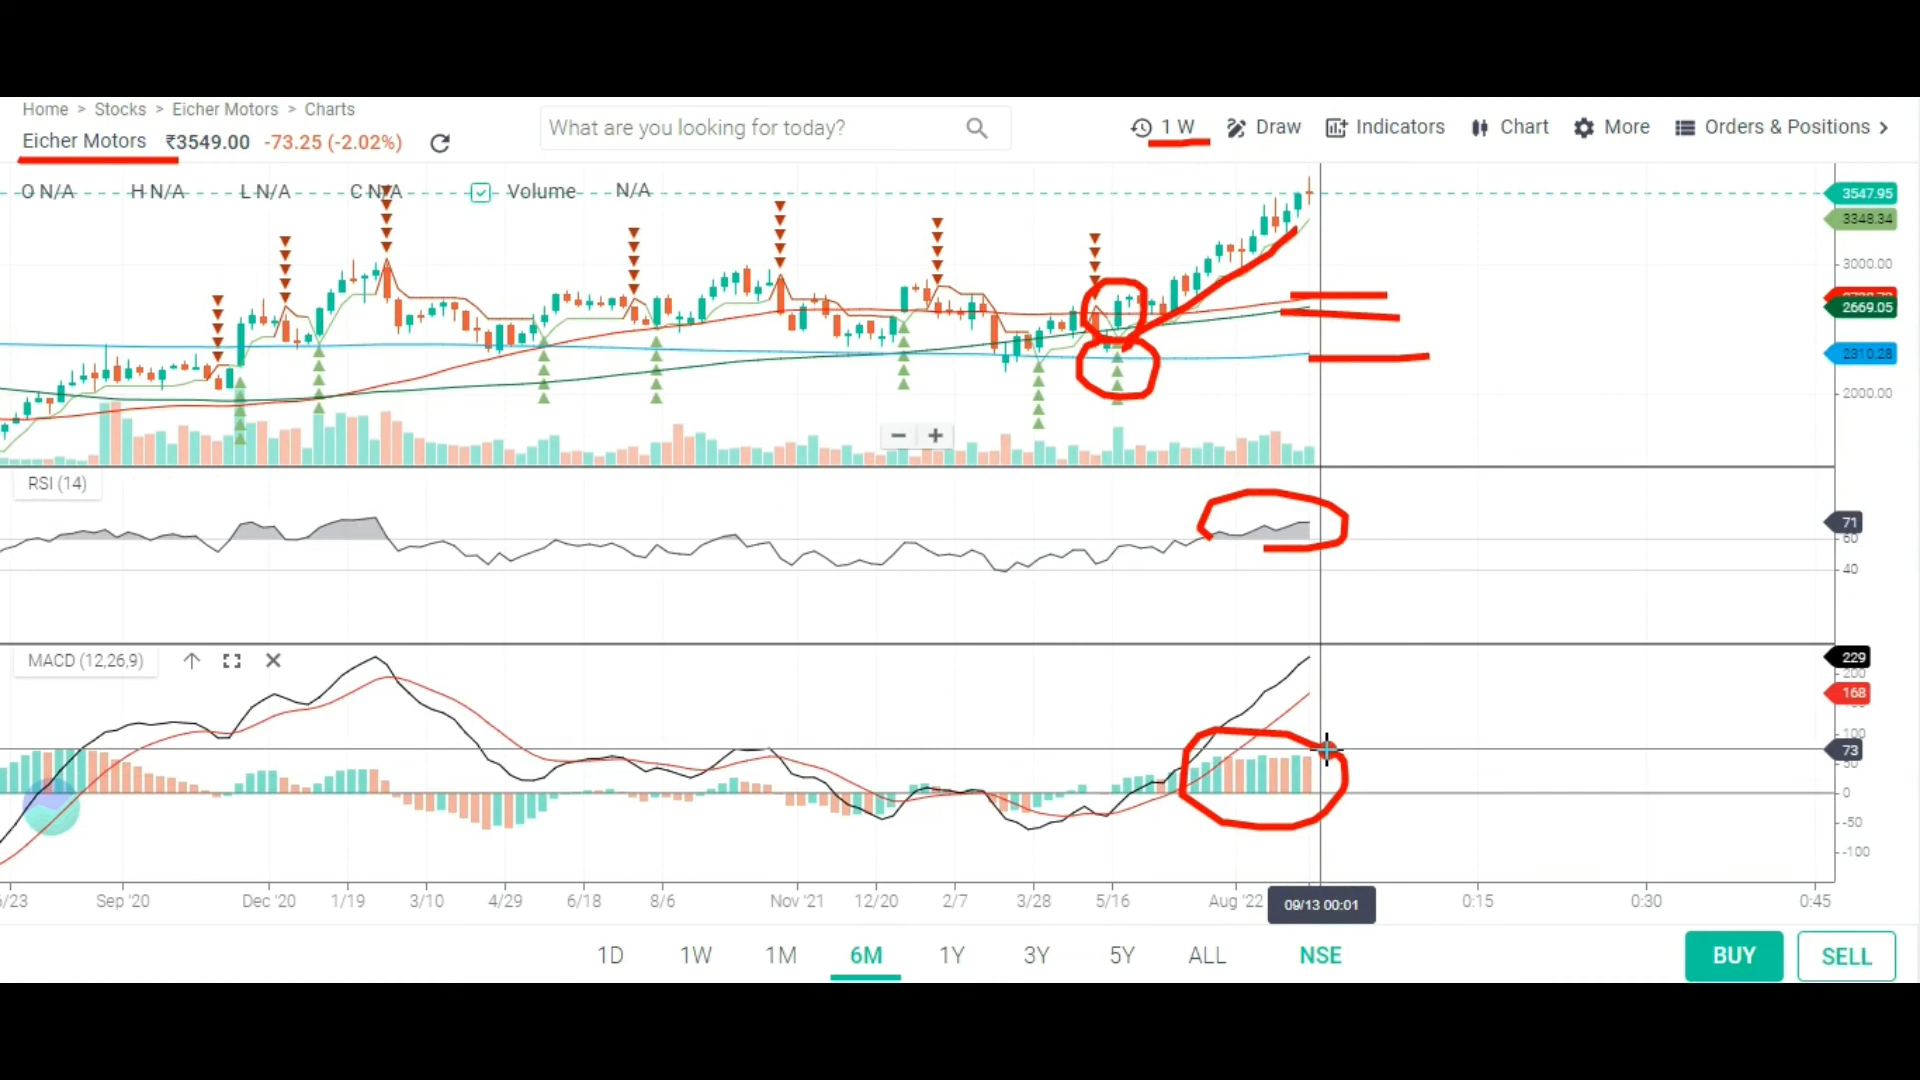 Home > Stocks > Eicher Motors > Charts
Eicher Motors ₹3549.00 -73.25 (-2.02%)
What are you looking for today?
1 W Draw Indicators Chart More Orders & Positions >
O N/A H N/A L N/A C N/A Volume N/A
3547.95
3348.34
3000.00
2669.05
2310.28
2000.00
− +
RSI (14)
71
60
40
MACD (12,26,9)
229
200
168
100
73
50
0
-50
-100
6/23 Sep '20 Dec '20 1/19 3/10 4/29 6/18 8/6 Nov '21 12/20 2/7 3/28 5/16 Aug '22 09/13 00:01 0:15 0:30 0:45
1D 1W 1M 6M 1Y 3Y 5Y ALL NSE
BUY SELL